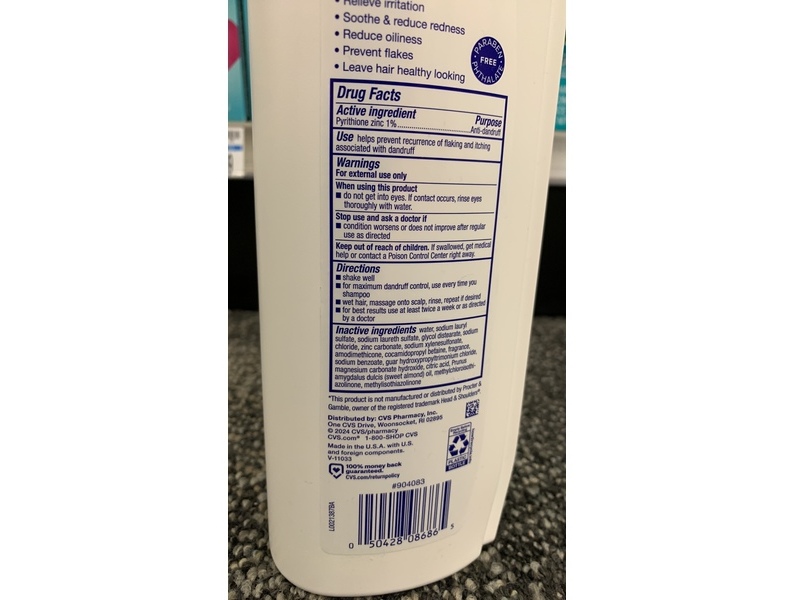 • Relieve irritation
• Soothe & reduce redness
• Reduce oiliness
• Prevent flakes
• Leave hair healthy looking
PARABEN
FREE
PHTHALATE
Drug Facts
Active ingredient Purpose
Pyrithione zinc 1%..........................Anti-dandruff
Use helps prevent recurrence of flaking and itching
associated with dandruff
Warnings
For external use only
When using this product
■ do not get into eyes. If contact occurs, rinse eyes
thoroughly with water.
Stop use and ask a doctor if
■ condition worsens or does not improve after regular
use as directed
Keep out of reach of children. If swallowed, get medical
help or contact a Poison Control Center right away.
Directions
■ shake well
■ for maximum dandruff control, use every time you
shampoo
■ wet hair, massage onto scalp, rinse, repeat if desired
■ for best results use at least twice a week or as directed
by a doctor
Inactive ingredients water, sodium lauryl
sulfate, sodium laureth sulfate, glycol distearate, sodium
chloride, zinc carbonate, sodium xylenesulfonate,
amodimethicone, cocamidopropyl betaine, fragrance,
sodium benzoate, guar hydroxypropyltrimonium chloride,
magnesium carbonate hydroxide, citric acid, Prunus
amygdalus dulcis (sweet almond) oil, methylchloroisothi-
azolinone, methylisothiazolinone
*This product is not manufactured or distributed by Procter &
Gamble, owner of the registered trademark Head & Shoulders®.
Distributed by: CVS Pharmacy, Inc.
One CVS Drive, Woonsocket, RI 02895
© 2024 CVS/pharmacy
CVS.com® 1-800-SHOP CVS
Made in the U.S.A. with U.S.
and foreign components.
V-11033
100% money back
guaranteed.
CVS.com/returnpolicy
PLASTIC
BOTTLE
#904083
L0021387BA
0 50428 08686 5